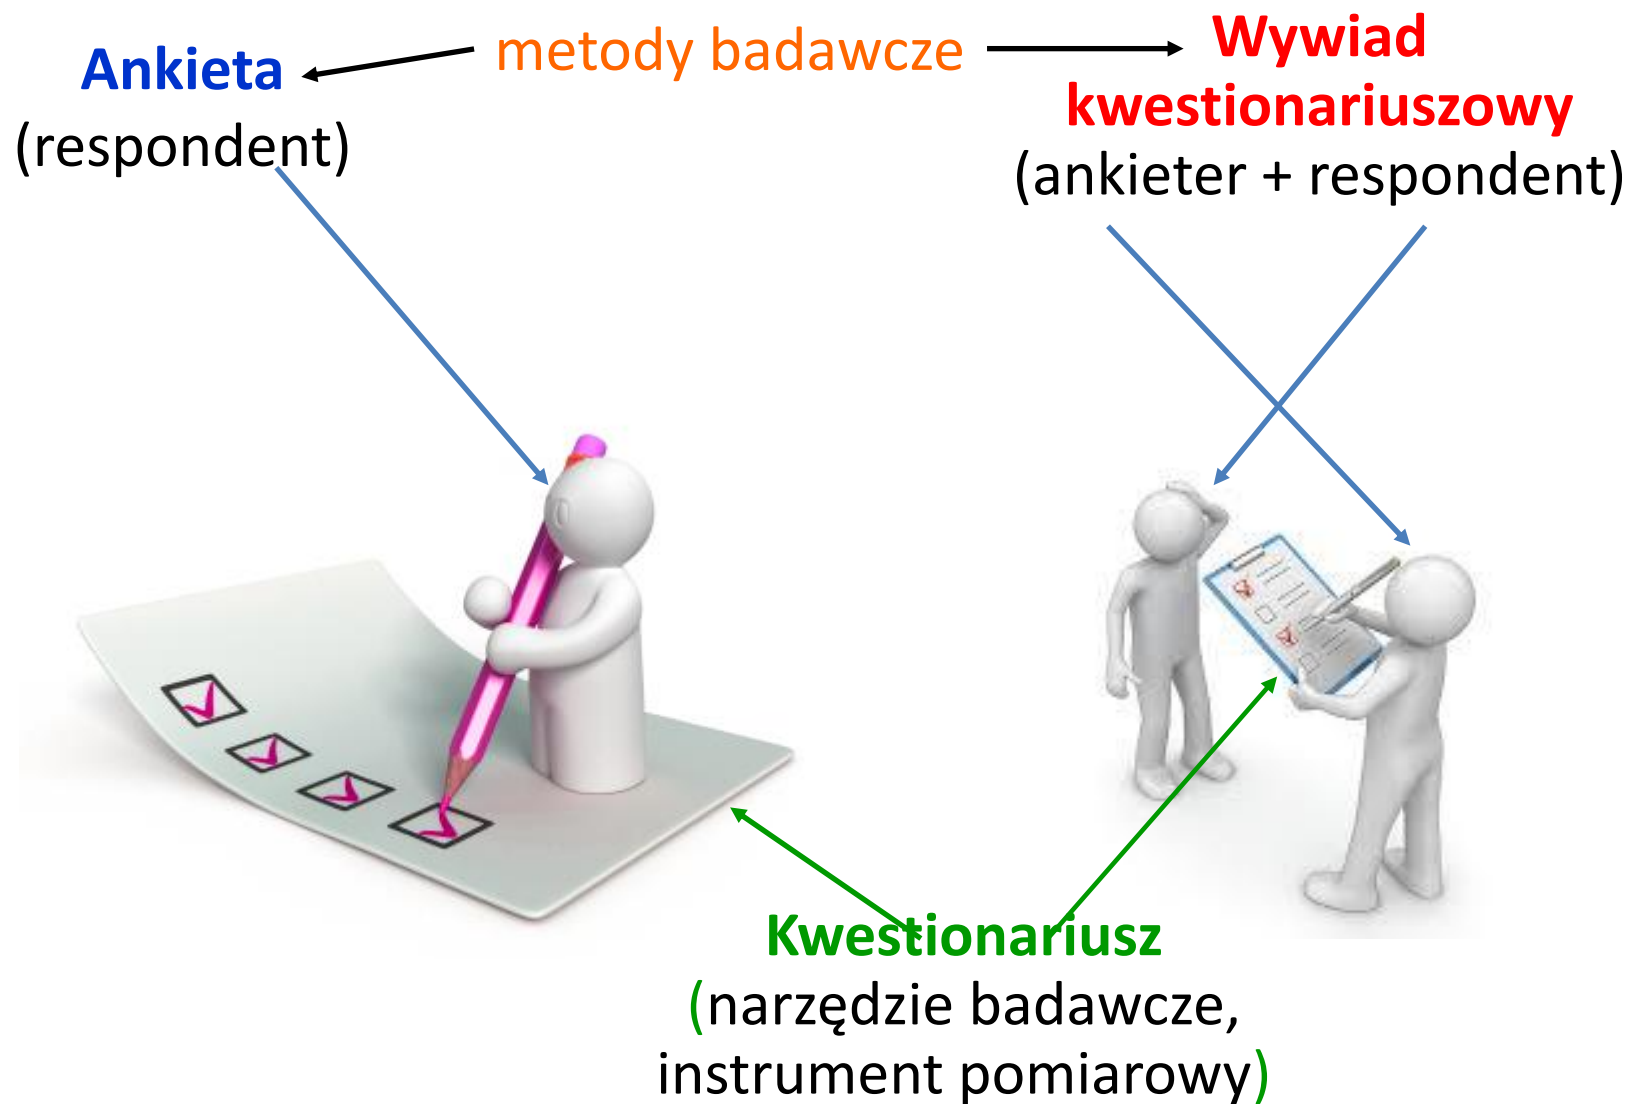 metody badawcze
Ankieta
(respondent)
Wywiad
kwestionariuszowy
(ankieter + respondent)
Kwestionariusz
(narzędzie badawcze,
instrument pomiarowy)